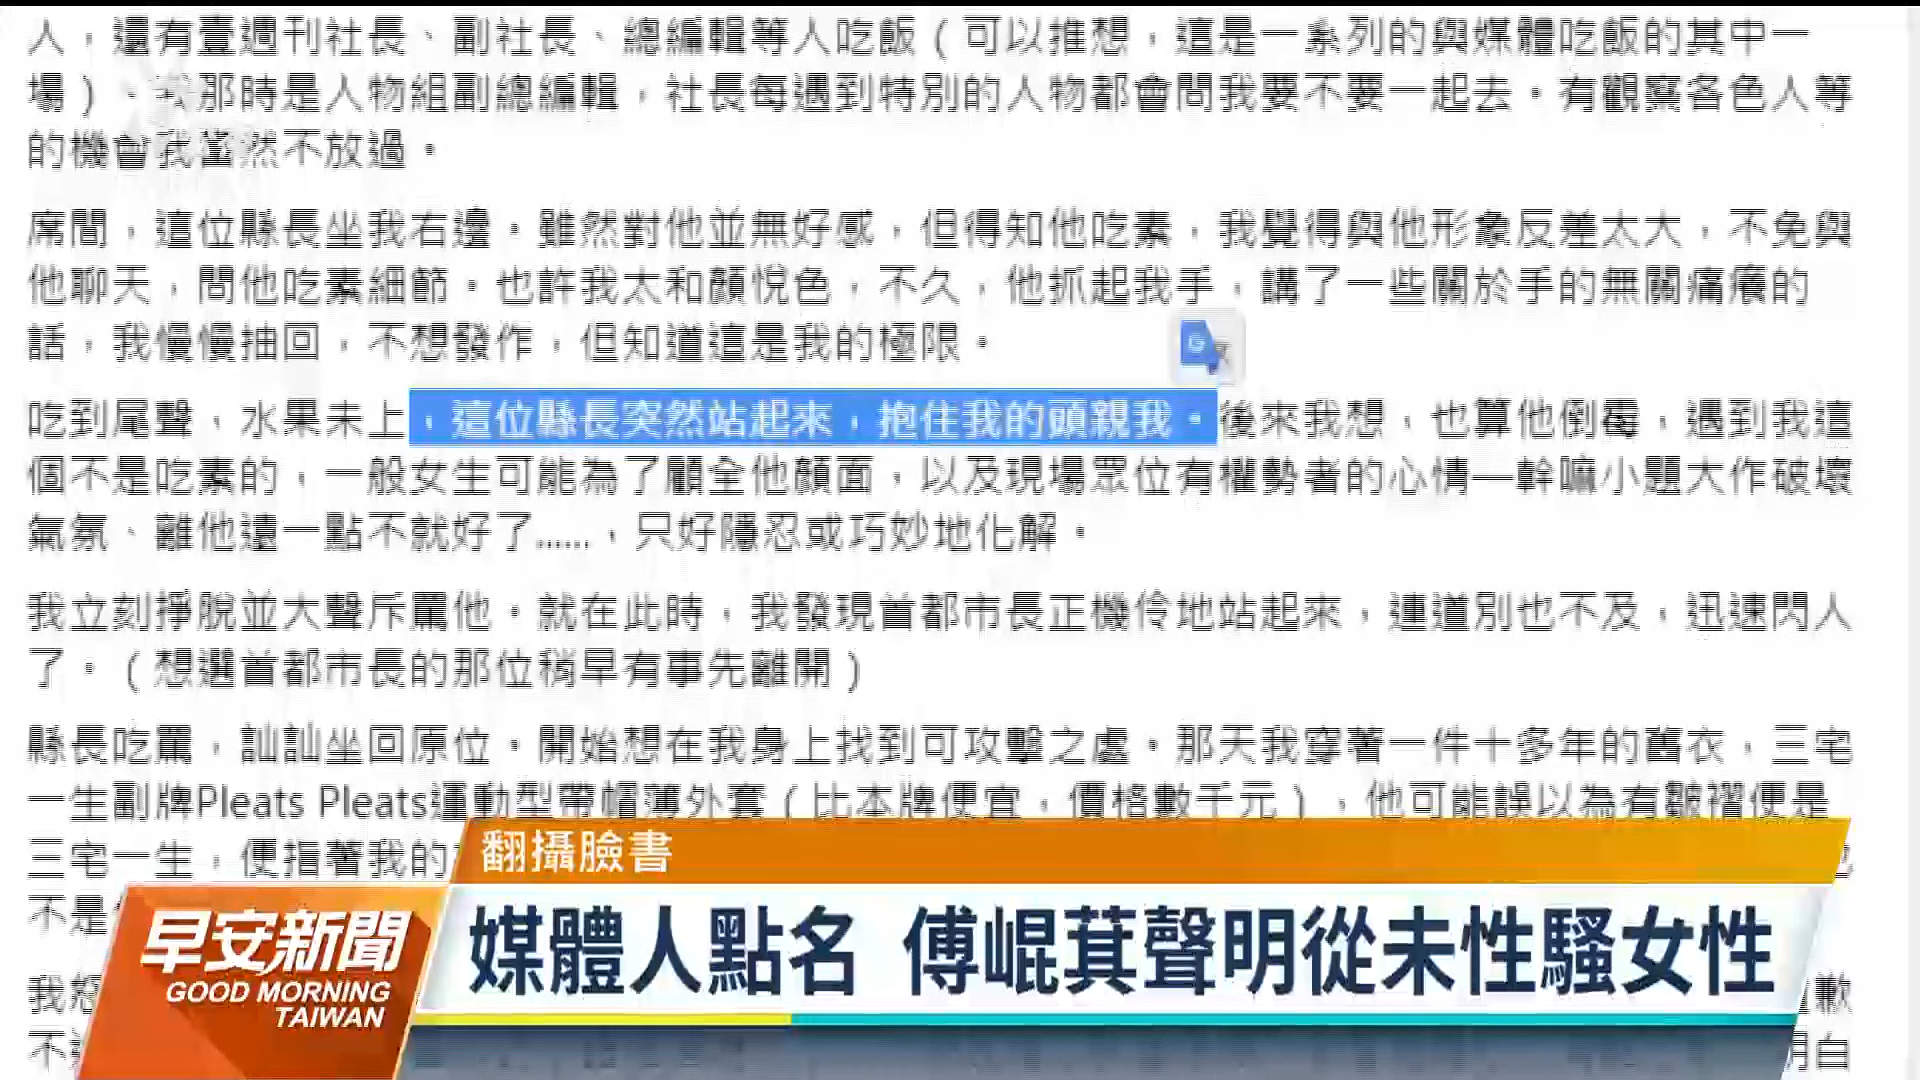 人，還有壹週刊社長、副社長、總編輯等人吃飯（可以推想，這是一系列的與媒體吃飯的其中一
場）、我那時是人物組副總編輯，社長每遇到特別的人物都會問我要不要一起去。有觀察各色人等
的機會我當然不放過。
席間，這位縣長坐我右邊。雖然對他並無好感，但得知他吃素，我覺得與他形象反差太大，不免與
他聊天，問他吃素細節。也許我太和顏悅色，不久，他抓起我手，講了一些關於手的無關痛癢的
話，我慢慢抽回，不想發作，但知道這是我的極限。
吃到尾聲，水果未上，這位縣長突然站起來，抱住我的頭親我。後來我想，也算他倒霉，遇到我這
個不是吃素的，一般女生可能為了顧全他顏面，以及現場眾位有權勢者的心情—幹嘛小題大作破壞
氣氛、離他遠一點不就好了......，只好隱忍或巧妙地化解。
我立刻掙脫並大聲斥罵他。就在此時，我發現首都市長正機伶地站起來，連道別也不及，迅速閃人
了。（想選首都市長的那位稍早有事先離開）
縣長吃罵，訕訕坐回原位。開始想在我身上找到可攻擊之處。那天我穿著一件十多年的舊衣，三宅
一生副牌Pleats Pleats運動型帶帽薄外套（比本牌便宜，價格數千元），他可能誤以為有皺褶便是
三宅一生，便指著我的
翻攝臉書
不是
早安新聞
GOOD MORNING
TAIWAN
媒體人點名 傅崐萁聲明從未性騷女性
我怒
歉
不
明白